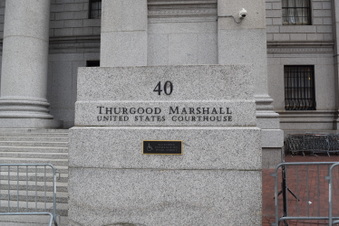 40
THURGOOD MARSHALL
UNITED STATES COURTHOUSE